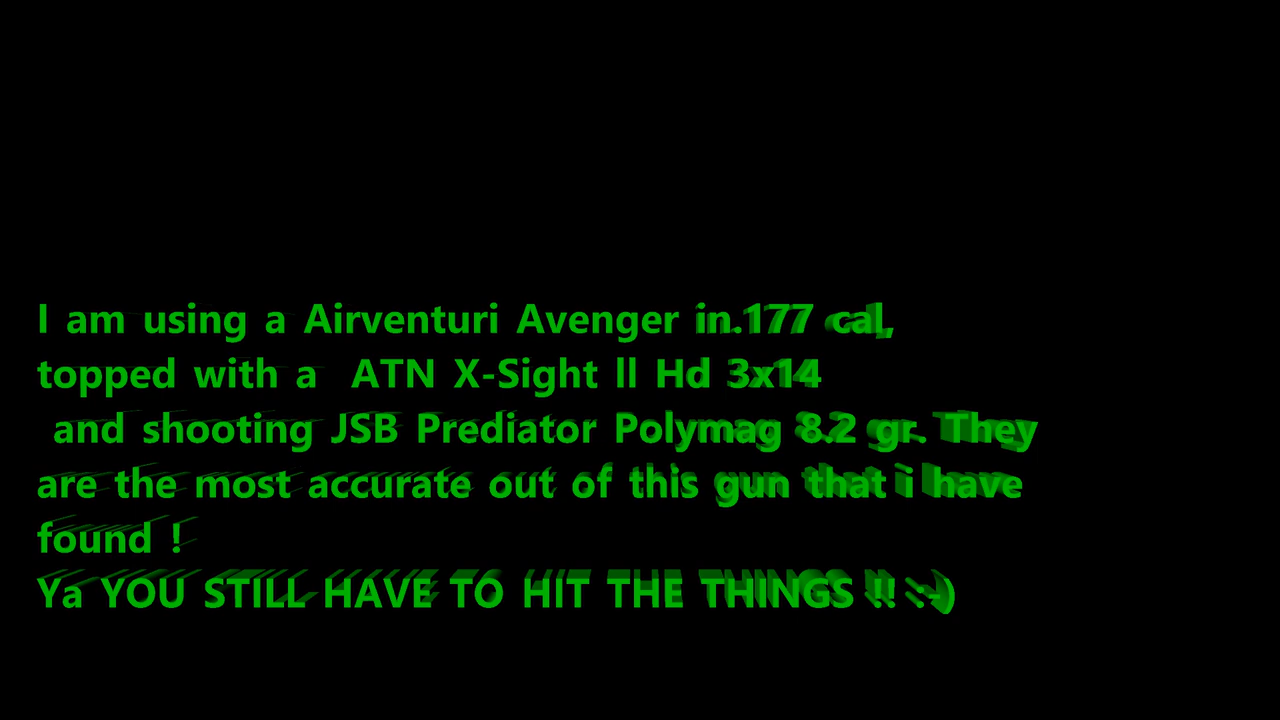 I am using a Airventuri Avenger in.177 cal,
topped with a ATN X-Sight ll Hd 3x14
and shooting JSB Prediator Polymag 8.2 gr. They
are the most accurate out of this gun that i have
found !
Ya YOU STILL HAVE TO HIT THE THINGS !! :-)